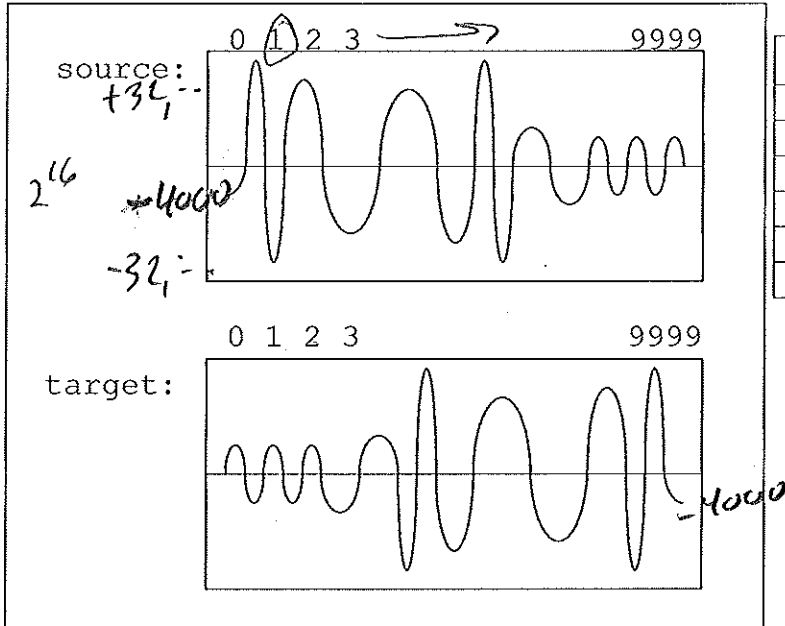 0 1 2 3 9999
source:
+32,--
2^16
-4000
-32,--
0 1 2 3 9999
target:
-4000